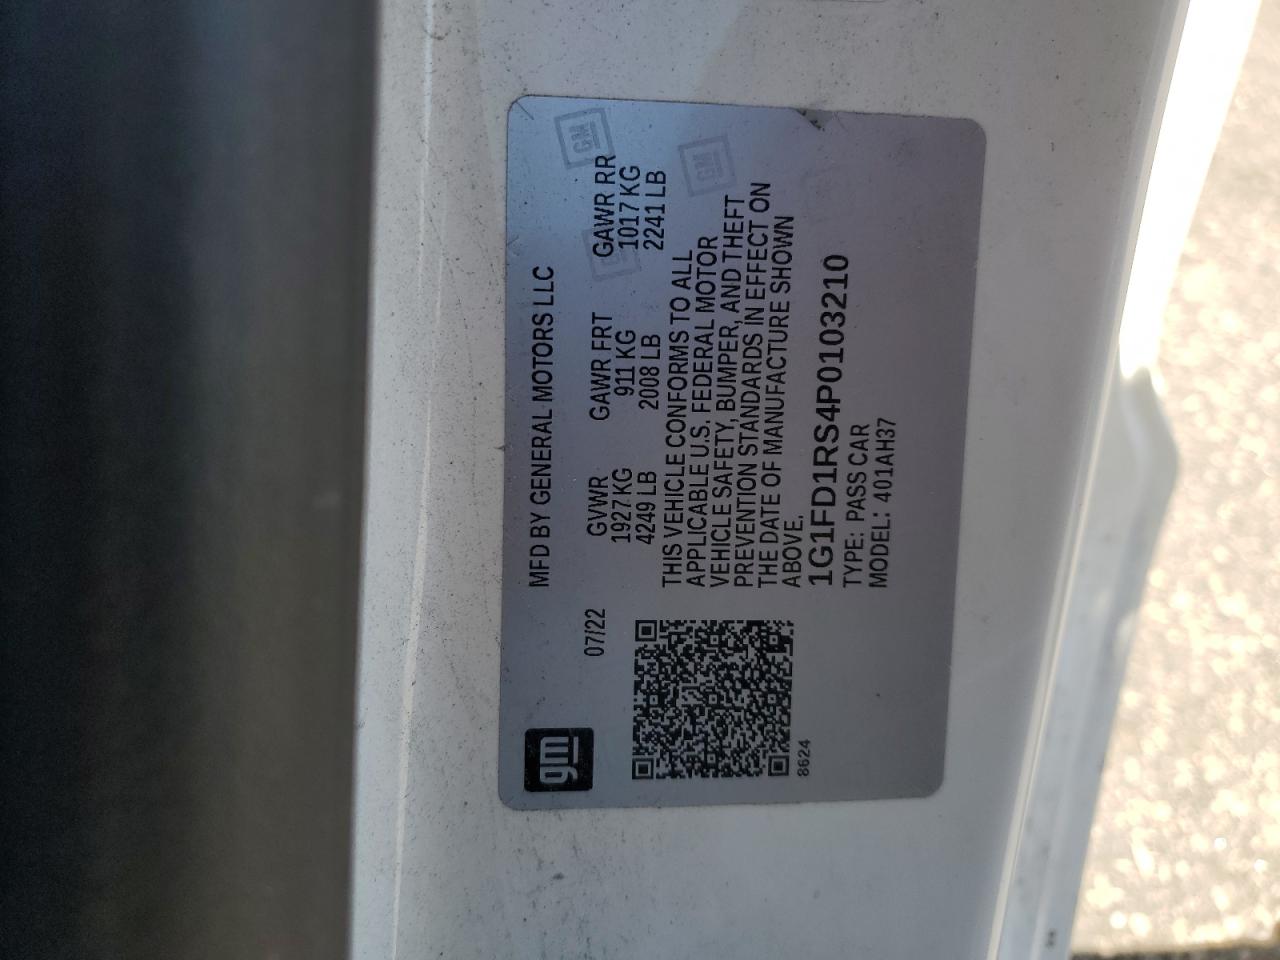 gm
MFD BY GENERAL MOTORS LLC
07/22
GVWR GAWR FRT GAWR RR
1927 KG 911 KG 1017 KG
4249 LB 2008 LB 2241 LB
THIS VEHICLE CONFORMS TO ALL
APPLICABLE U.S. FEDERAL MOTOR
VEHICLE SAFETY, BUMPER, AND THEFT
PREVENTION STANDARDS IN EFFECT ON
THE DATE OF MANUFACTURE SHOWN
ABOVE.
1G1FD1RS4P0103210
TYPE: PASS CAR
MODEL: 401AH37
8624
GM
GM